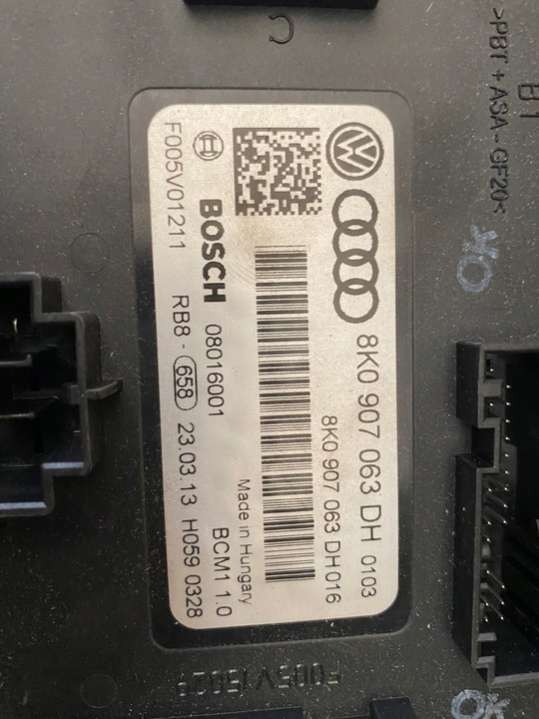 >PBT + ASA - GF20<
B1
C
8K0 907 063 DH 0103
8K0 907 063 DH016
Made in Hungary
BOSCH 08016001 BCM1 1.0
F005V01211 RB8 - 658 23.03.13 H059 0328